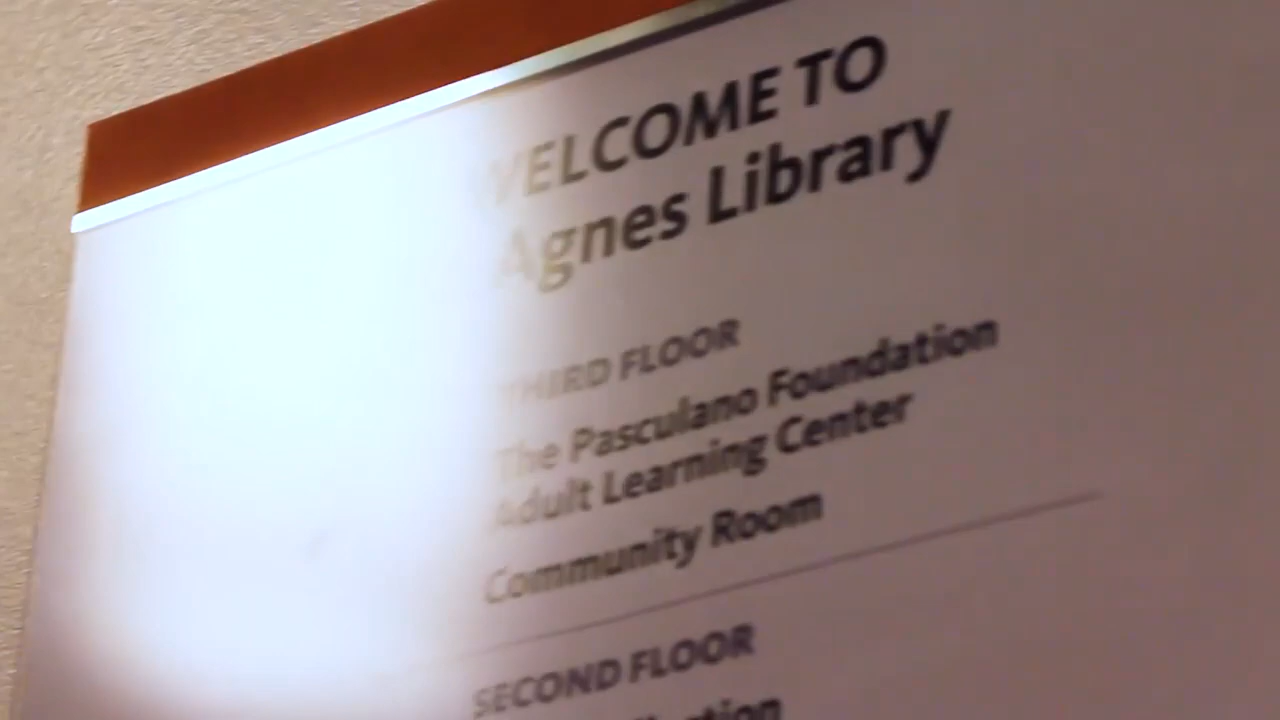 WELCOME TO
Agnes Library
THIRD FLOOR
The Pasculano Foundation
Adult Learning Center
Community Room
SECOND FLOOR